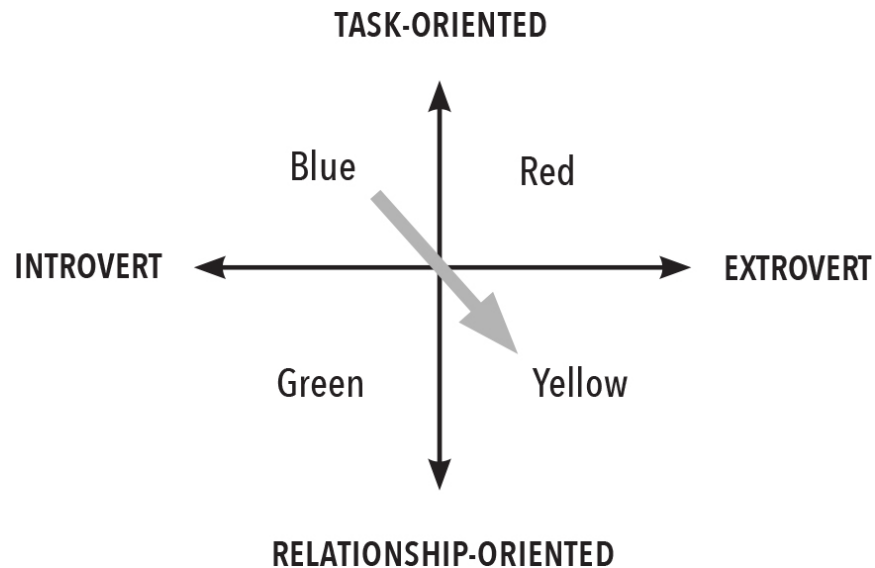 TASK-ORIENTED
Blue
Red
INTROVERT
EXTROVERT
Green
Yellow
RELATIONSHIP-ORIENTED